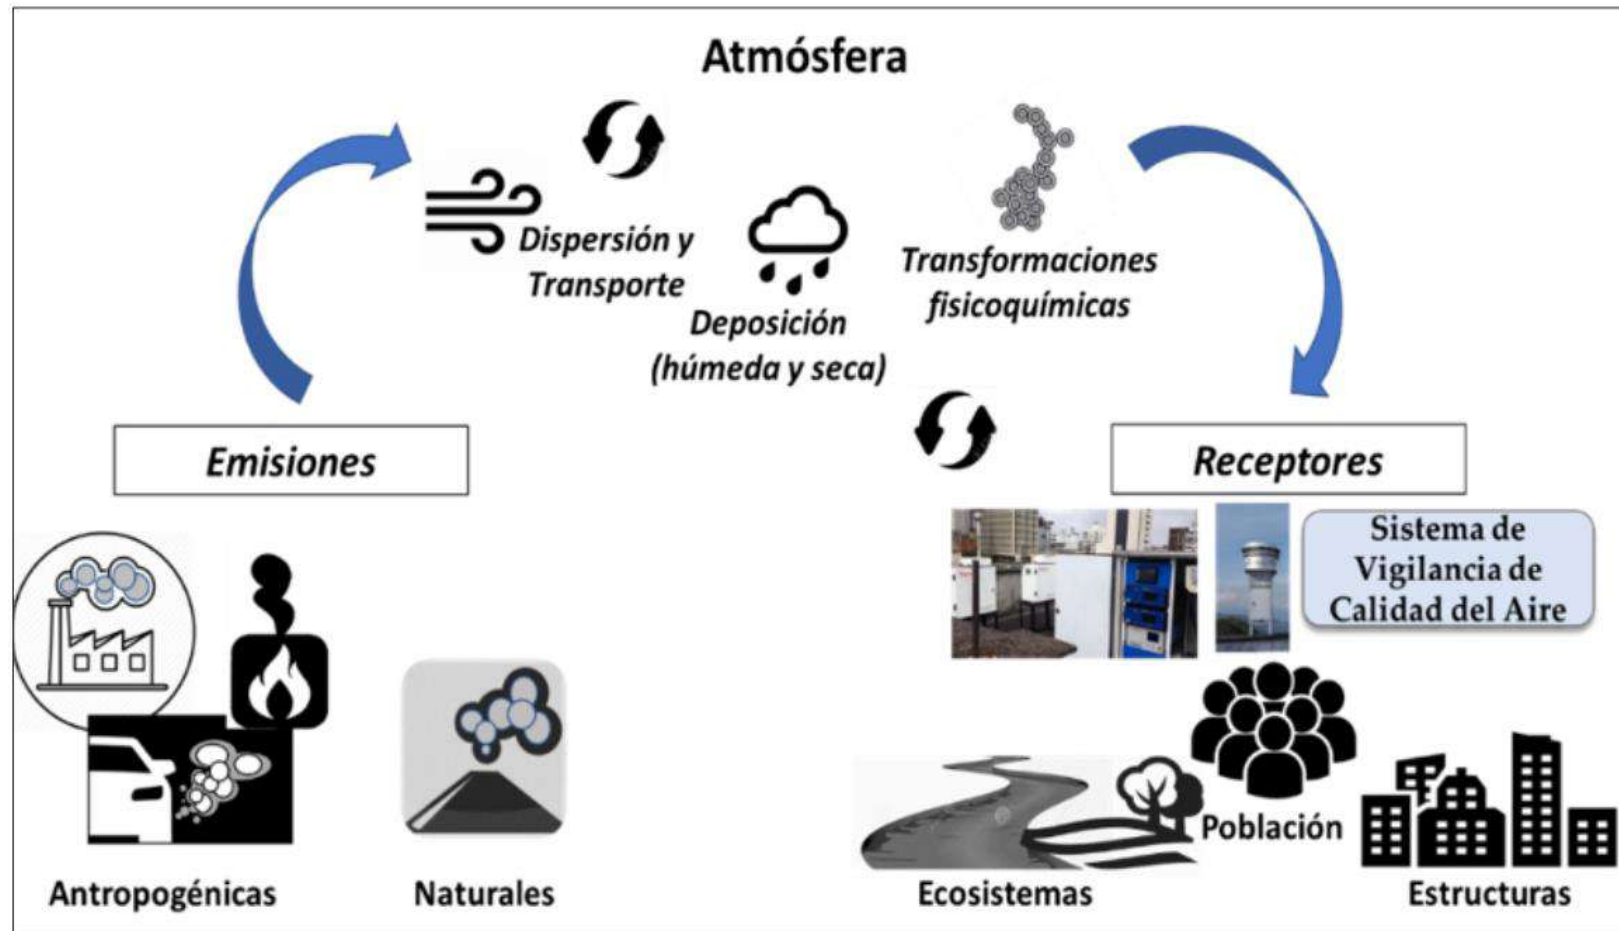 Atmósfera
Dispersión y
Transporte
Deposición
(húmeda y seca)
Transformaciones
fisicoquímicas
Emisiones
Receptores
Sistema de
Vigilancia de
Calidad del Aire
Población
Antropogénicas
Naturales
Ecosistemas
Estructuras